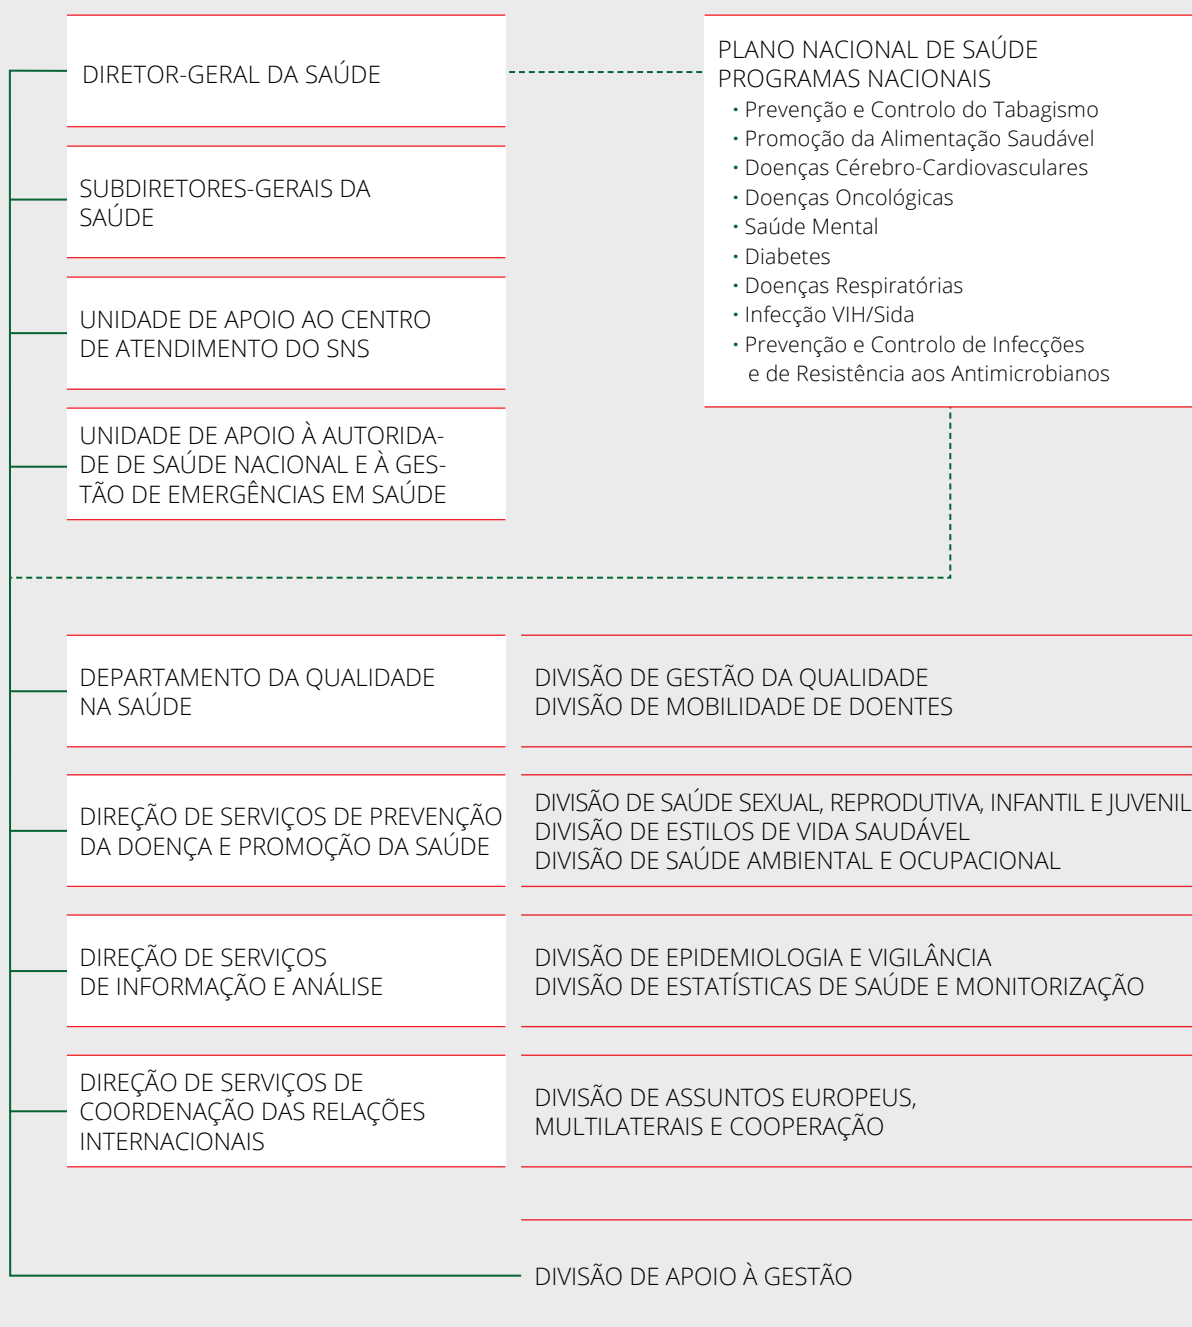 DIRETOR-GERAL DA SAÚDE
PLANO NACIONAL DE SAÚDE
PROGRAMAS NACIONAIS
• Prevenção e Controlo do Tabagismo
• Promoção da Alimentação Saudável
• Doenças Cérebro-Cardiovasculares
• Doenças Oncológicas
• Saúde Mental
• Diabetes
• Doenças Respiratórias
• Infecção VIH/Sida
• Prevenção e Controlo de Infecções
e de Resistência aos Antimicrobianos
SUBDIRETORES-GERAIS DA
SAÚDE
UNIDADE DE APOIO AO CENTRO
DE ATENDIMENTO DO SNS
UNIDADE DE APOIO À AUTORIDA-
DE DE SAÚDE NACIONAL E À GES-
TÃO DE EMERGÊNCIAS EM SAÚDE
DEPARTAMENTO DA QUALIDADE
NA SAÚDE
DIVISÃO DE GESTÃO DA QUALIDADE
DIVISÃO DE MOBILIDADE DE DOENTES
DIREÇÃO DE SERVIÇOS DE PREVENÇÃO
DA DOENÇA E PROMOÇÃO DA SAÚDE
DIVISÃO DE SAÚDE SEXUAL, REPRODUTIVA, INFANTIL E JUVENIL
DIVISÃO DE ESTILOS DE VIDA SAUDÁVEL
DIVISÃO DE SAÚDE AMBIENTAL E OCUPACIONAL
DIREÇÃO DE SERVIÇOS
DE INFORMAÇÃO E ANÁLISE
DIVISÃO DE EPIDEMIOLOGIA E VIGILÂNCIA
DIVISÃO DE ESTATÍSTICAS DE SAÚDE E MONITORIZAÇÃO
DIREÇÃO DE SERVIÇOS DE
COORDENAÇÃO DAS RELAÇÕES
INTERNACIONAIS
DIVISÃO DE ASSUNTOS EUROPEUS,
MULTILATERAIS E COOPERAÇÃO
DIVISÃO DE APOIO À GESTÃO